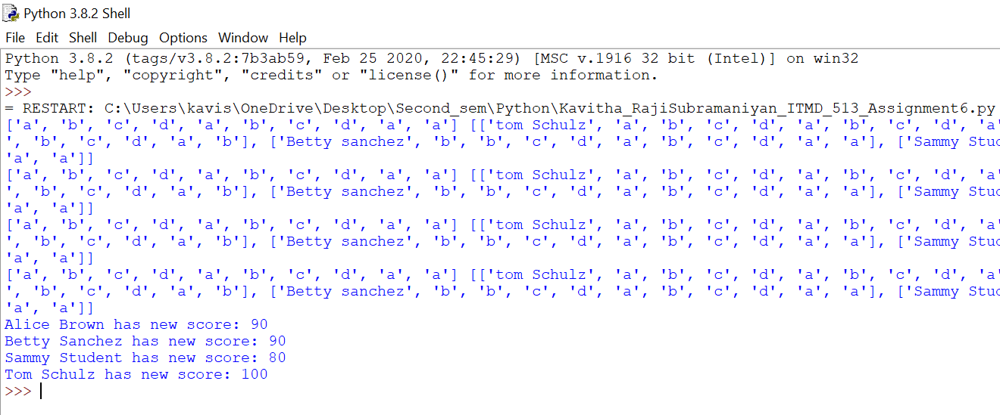 Python 3.8.2 Shell
File Edit Shell Debug Options Window Help
Python 3.8.2 (tags/v3.8.2:7b3ab59, Feb 25 2020, 22:45:29) [MSC v.1916 32 bit (Intel)] on win32
Type "help", "copyright", "credits" or "license()" for more information.
>>>
= RESTART: C:\Users\kavis\OneDrive\Desktop\Second_sem\Python\Kavitha_RajiSubramaniyan_ITMD_513_Assignment6.py
['a', 'b', 'c', 'd', 'a', 'b', 'c', 'd', 'a', 'a'] [['tom Schulz', 'a', 'b', 'c', 'd', 'a', 'b', 'c', 'd', 'a
', 'b', 'c', 'd', 'a', 'b'], ['Betty sanchez', 'b', 'b', 'c', 'd', 'a', 'b', 'c', 'd', 'a', 'a'], ['Sammy Stud
'a', 'a']]
['a', 'b', 'c', 'd', 'a', 'b', 'c', 'd', 'a', 'a'] [['tom Schulz', 'a', 'b', 'c', 'd', 'a', 'b', 'c', 'd', 'a
', 'b', 'c', 'd', 'a', 'b'], ['Betty sanchez', 'b', 'b', 'c', 'd', 'a', 'b', 'c', 'd', 'a', 'a'], ['Sammy Stud
'a', 'a']]
['a', 'b', 'c', 'd', 'a', 'b', 'c', 'd', 'a', 'a'] [['tom Schulz', 'a', 'b', 'c', 'd', 'a', 'b', 'c', 'd', 'a
', 'b', 'c', 'd', 'a', 'b'], ['Betty sanchez', 'b', 'b', 'c', 'd', 'a', 'b', 'c', 'd', 'a', 'a'], ['Sammy Stud
'a', 'a']]
['a', 'b', 'c', 'd', 'a', 'b', 'c', 'd', 'a', 'a'] [['tom Schulz', 'a', 'b', 'c', 'd', 'a', 'b', 'c', 'd', 'a
', 'b', 'c', 'd', 'a', 'b'], ['Betty sanchez', 'b', 'b', 'c', 'd', 'a', 'b', 'c', 'd', 'a', 'a'], ['Sammy Stud
'a', 'a']]
Alice Brown has new score: 90
Betty Sanchez has new score: 90
Sammy Student has new score: 80
Tom Schulz has new score: 100
>>>